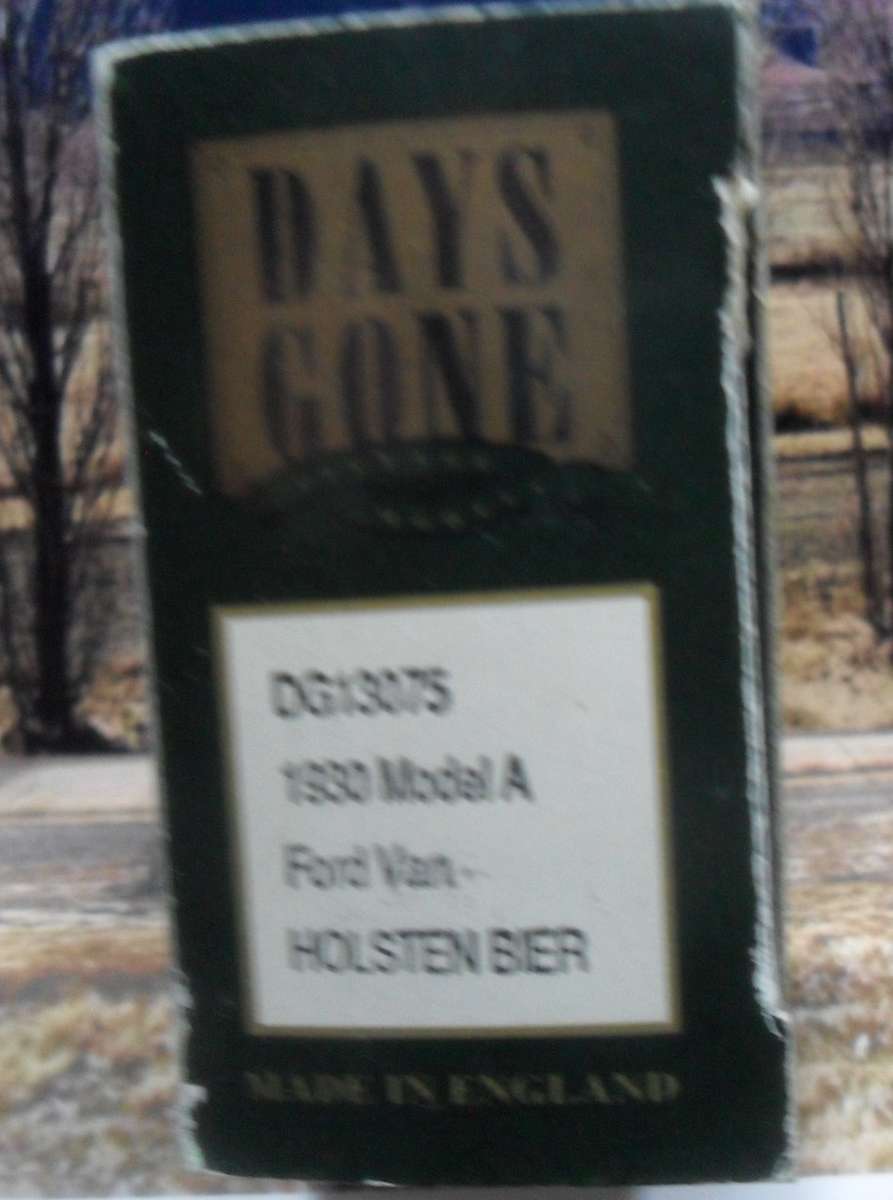 DAYS
GONE
DG13075
1930 Model A
Ford Van -
HOLSTEN BIER
MADE IN ENGLAND